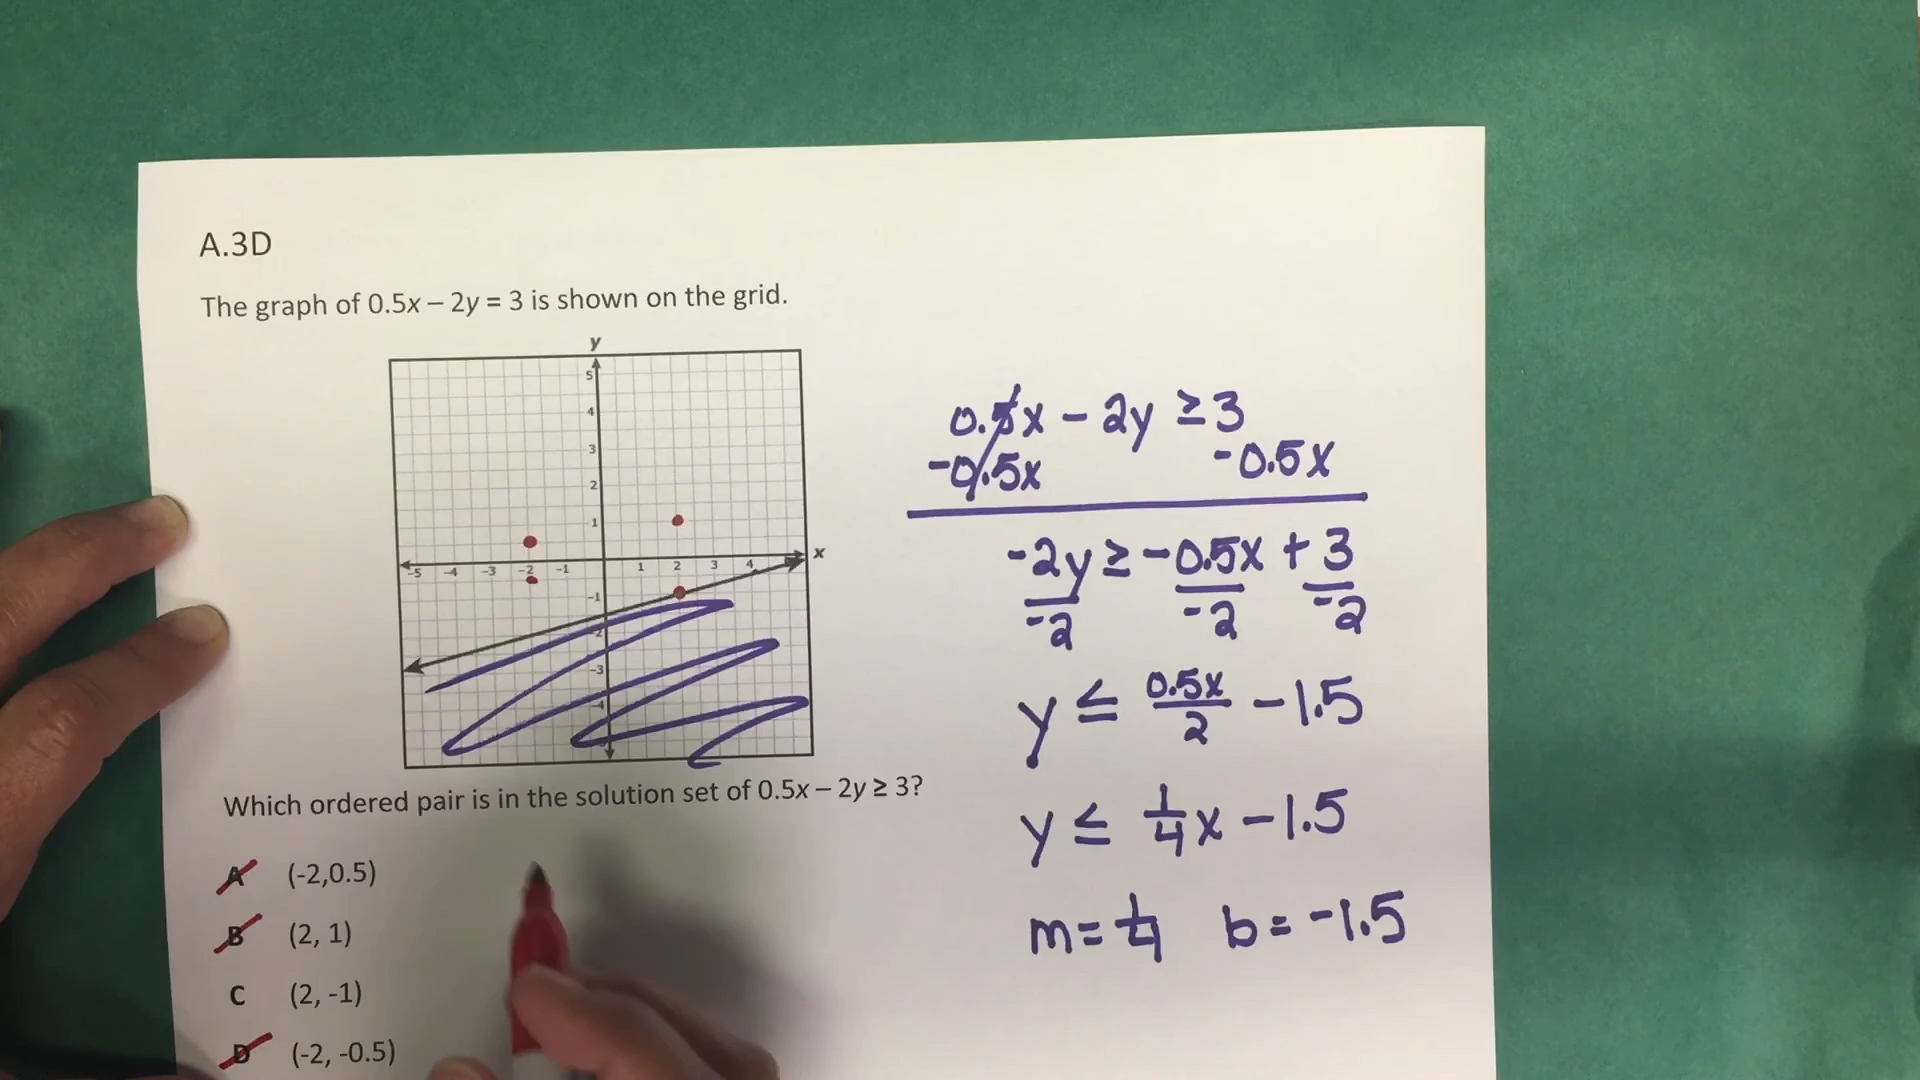 A.3D
The graph of 0.5x – 2y = 3 is shown on the grid.
y
5
4
3
2
1
-5 -4 -3 -2 -1 1 2 3 4 x
-1
-2
-3
-4
Which ordered pair is in the solution set of 0.5x – 2y ≥ 3?
A (-2,0.5)
B (2, 1)
C (2, -1)
D (-2, -0.5)
0.5x - 2y ≥ 3
-0.5x -0.5x
-2y ≥ -0.5x + 3
-2 -2 -2
y ≤ 0.5x/2 - 1.5
y ≤ 1/4x - 1.5
m = 1/4 b = -1.5